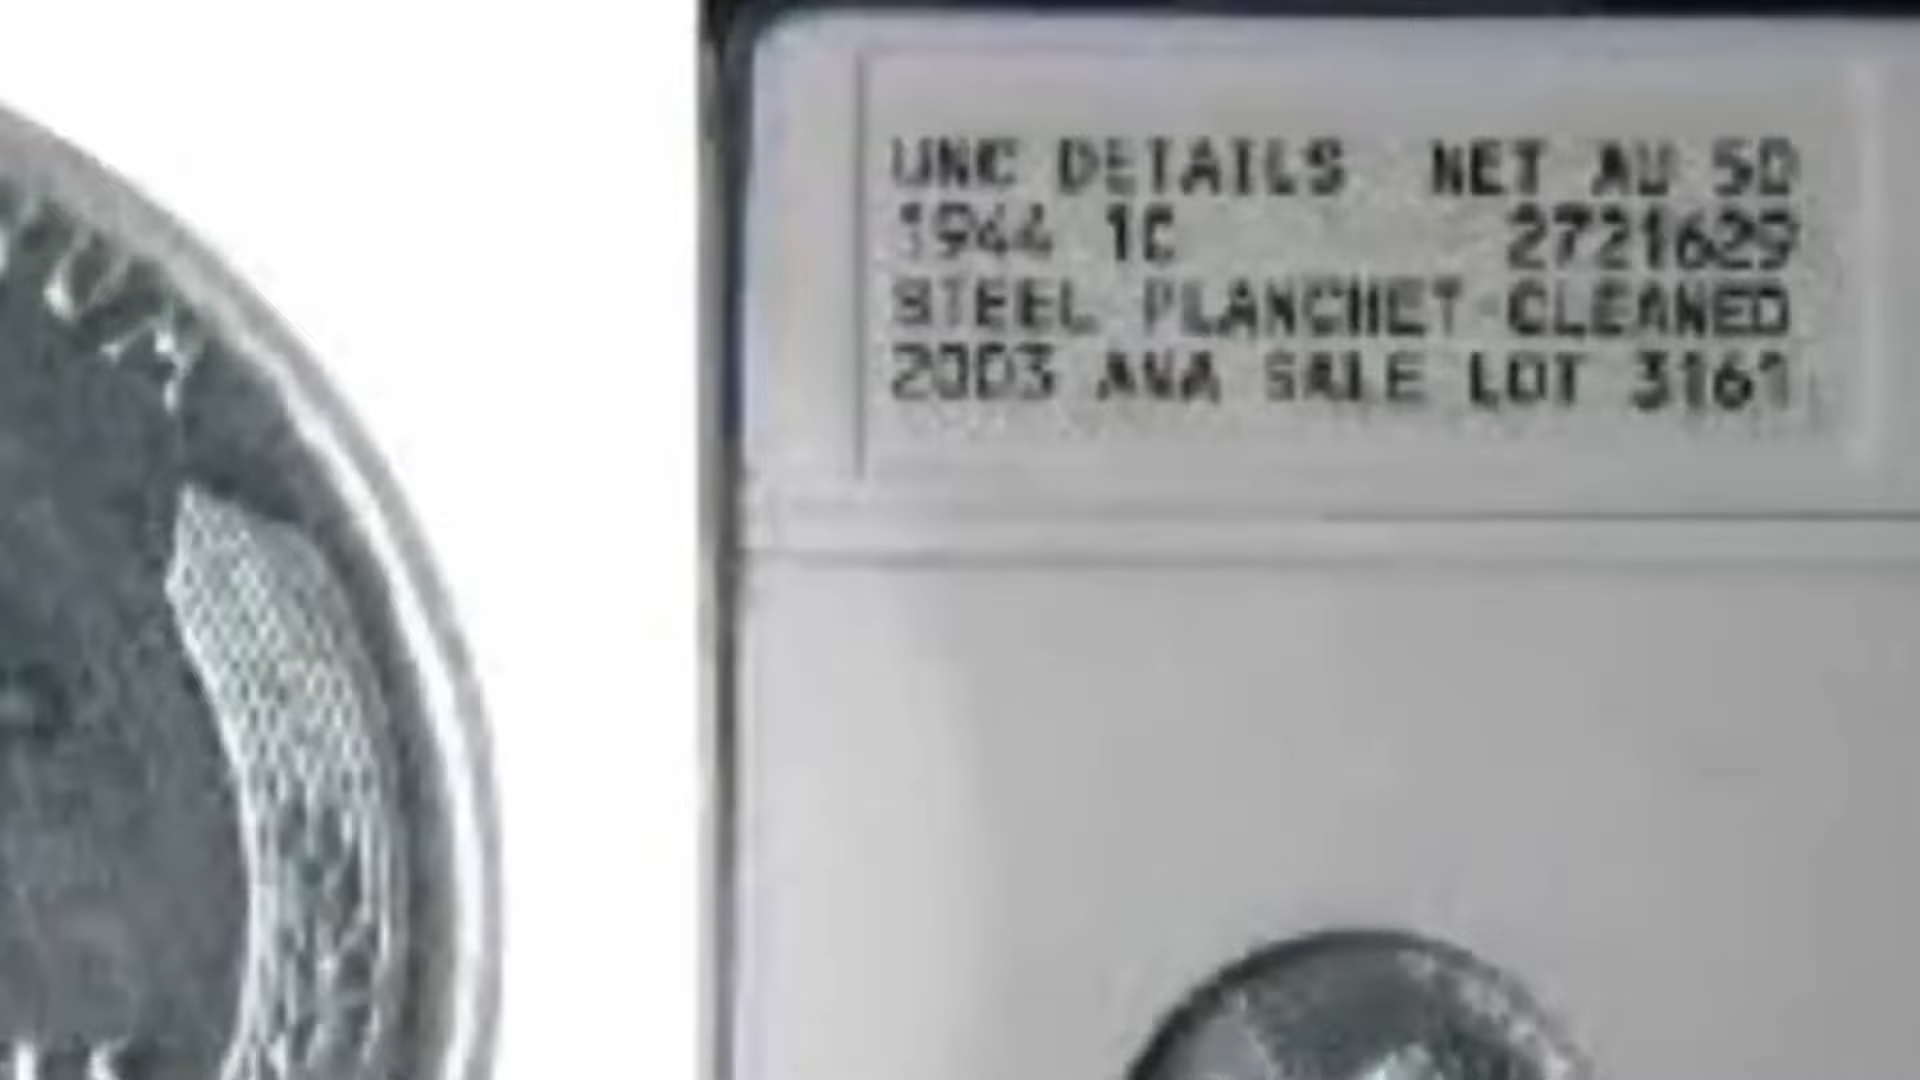 UNC DETAILS NET AU 50
1944 1C 2721629
STEEL PLANCHET-CLEANED
2003 ANA SALE LOT 3161